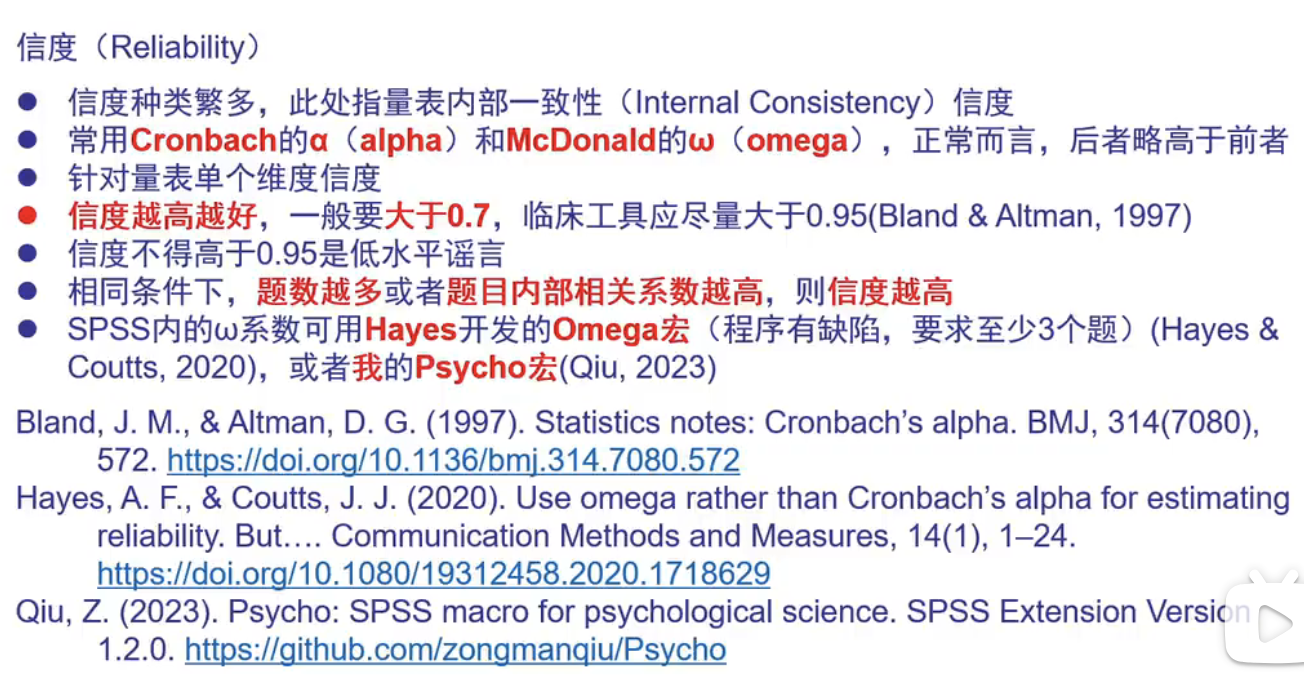 信度（Reliability）
● 信度种类繁多，此处指量表内部一致性（Internal Consistency）信度
● 常用Cronbach的α（alpha）和McDonald的ω（omega），正常而言，后者略高于前者
● 针对量表单个维度信度
● 信度越高越好，一般要大于0.7，临床工具应尽量大于0.95(Bland & Altman, 1997)
● 信度不得高于0.95是低水平谣言
● 相同条件下，题数越多或者题目内部相关系数越高，则信度越高
● SPSS内的ω系数可用Hayes开发的Omega宏（程序有缺陷，要求至少3个题）(Hayes &
Coutts, 2020)，或者我的Psycho宏(Qiu, 2023)
Bland, J. M., & Altman, D. G. (1997). Statistics notes: Cronbach’s alpha. BMJ, 314(7080),
572. https://doi.org/10.1136/bmj.314.7080.572
Hayes, A. F., & Coutts, J. J. (2020). Use omega rather than Cronbach’s alpha for estimating
reliability. But…. Communication Methods and Measures, 14(1), 1–24.
https://doi.org/10.1080/19312458.2020.1718629
Qiu, Z. (2023). Psycho: SPSS macro for psychological science. SPSS Extension Version
1.2.0. https://github.com/zongmanqiu/Psycho